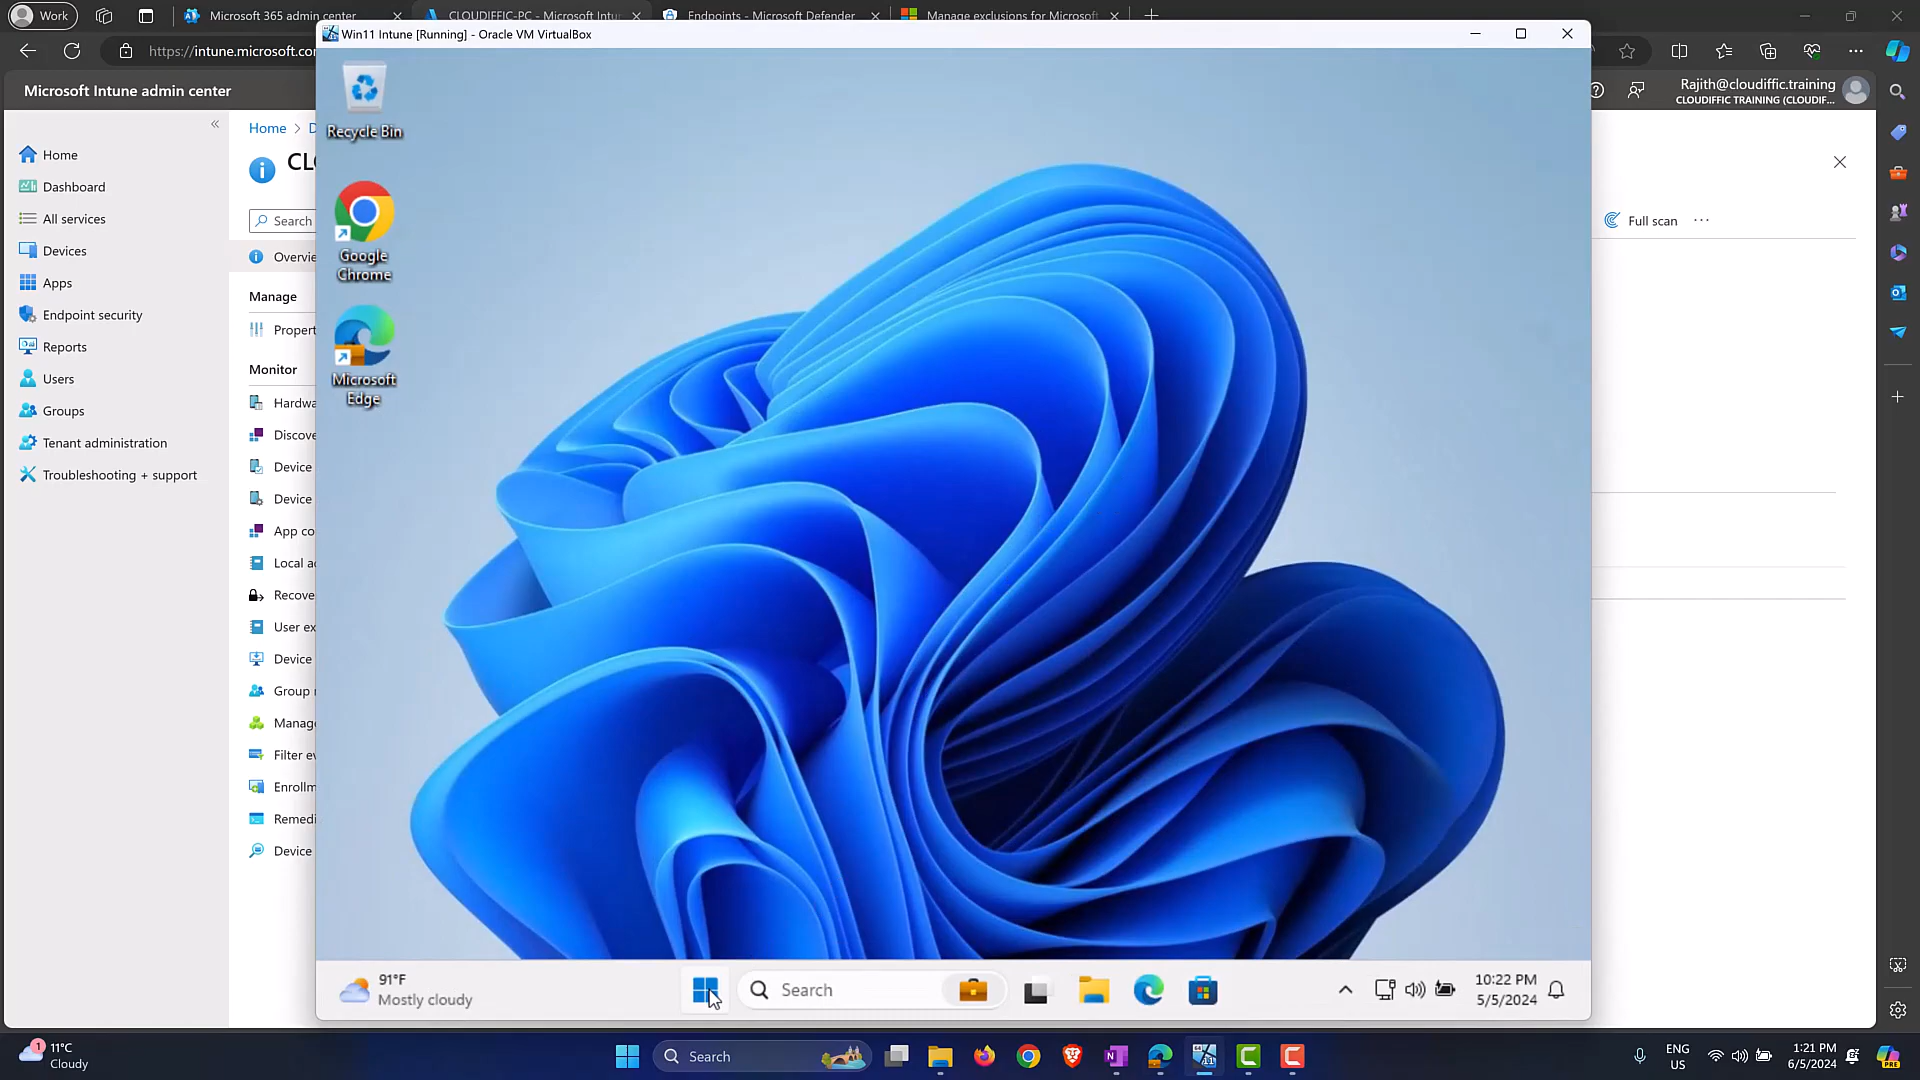 Work
Microsoft 365 admin center
CLOUDIFFIC-PC - Microsoft Intu
Endpoints - Microsoft Defender
Manage exclusions for Microsof
https://intune.microsoft.co
Win11 Intune [Running] - Oracle VM VirtualBox
Microsoft Intune admin center
Rajith@cloudiffic.training
CLOUDIFFIC TRAINING (CLOUDIF...
Home
Dashboard
All services
Devices
Apps
Endpoint security
Reports
Users
Groups
Tenant administration
Troubleshooting + support
Home > D
CL
Search
Overvie
Manage
Propert
Monitor
Hardwa
Discove
Device
Device
App co
Local ad
Recove
User ex
Device
Group m
Manag
Filter ev
Enrollm
Remedi
Device
Full scan
Recycle Bin
Google
Chrome
Microsoft
Edge
91°F
Mostly cloudy
Search
10:22 PM
5/5/2024
1
11°C
Cloudy
Search
ENG
US
1:21 PM
6/5/2024
PRE